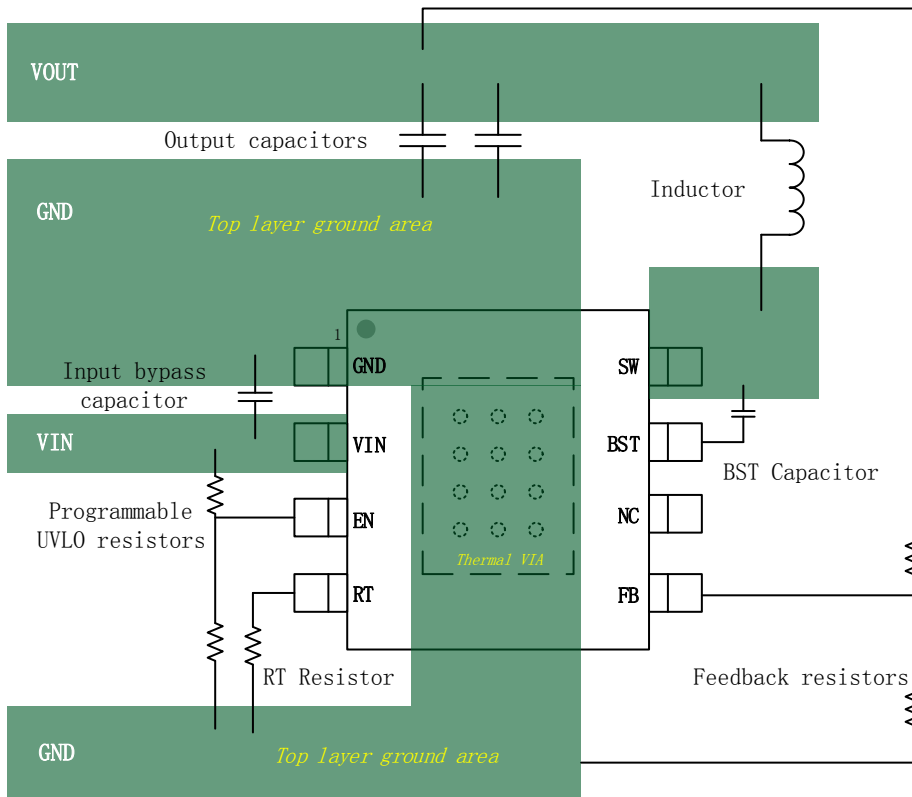 VOUT
Output capacitors
Inductor
GND
Top layer ground area
1
GND
SW
Input bypass
capacitor
VIN
VIN
BST
BST Capacitor
Programmable
UVLO resistors
EN
NC
Thermal VIA
RT
FB
RT Resistor
Feedback resistors
GND
Top layer ground area